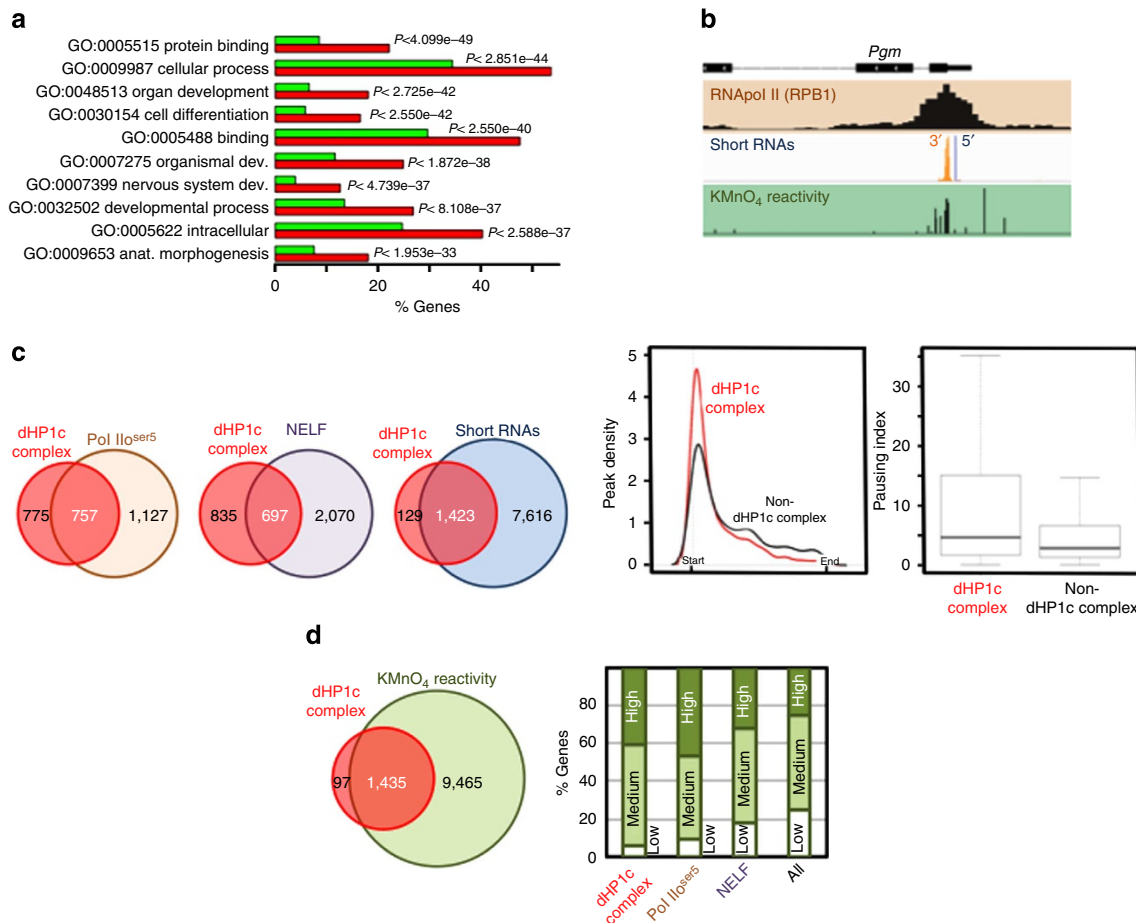 a
GO:0005515 protein binding
P<4.099e–49
GO:0009987 cellular process
P< 2.851e–44
GO:0048513 organ development
P< 2.725e–42
GO:0030154 cell differentiation
P< 2.550e–42
GO:0005488 binding
P< 2.550e–40
GO:0007275 organismal dev.
P< 1.872e–38
GO:0007399 nervous system dev.
P< 4.739e–37
GO:0032502 developmental process
P< 8.108e–37
GO:0005622 intracellular
P< 2.588e–37
GO:0009653 anat. morphogenesis
P< 1.953e–33
0
20
40
% Genes
b
Pgm
RNApol II (RPB1)
Short RNAs
3′
5′
KMnO4 reactivity
c
dHP1c
complex
Pol IIoser5
775
757
1,127
dHP1c
complex
NELF
835
697
2,070
dHP1c
complex
Short RNAs
129
1,423
7,616
Peak density
5
4
3
2
1
0
dHP1c
complex
Non-
dHP1c complex
Start
End
Pausing index
30
20
10
0
dHP1c
complex
Non-
dHP1c complex
d
dHP1c
complex
KMnO4 reactivity
97
1,435
9,465
% Genes
80
60
40
20
0
High
Medium
Low
High
Medium
Low
High
Medium
Low
High
Medium
Low
dHP1c
complex
Pol IIoser5
NELF
All